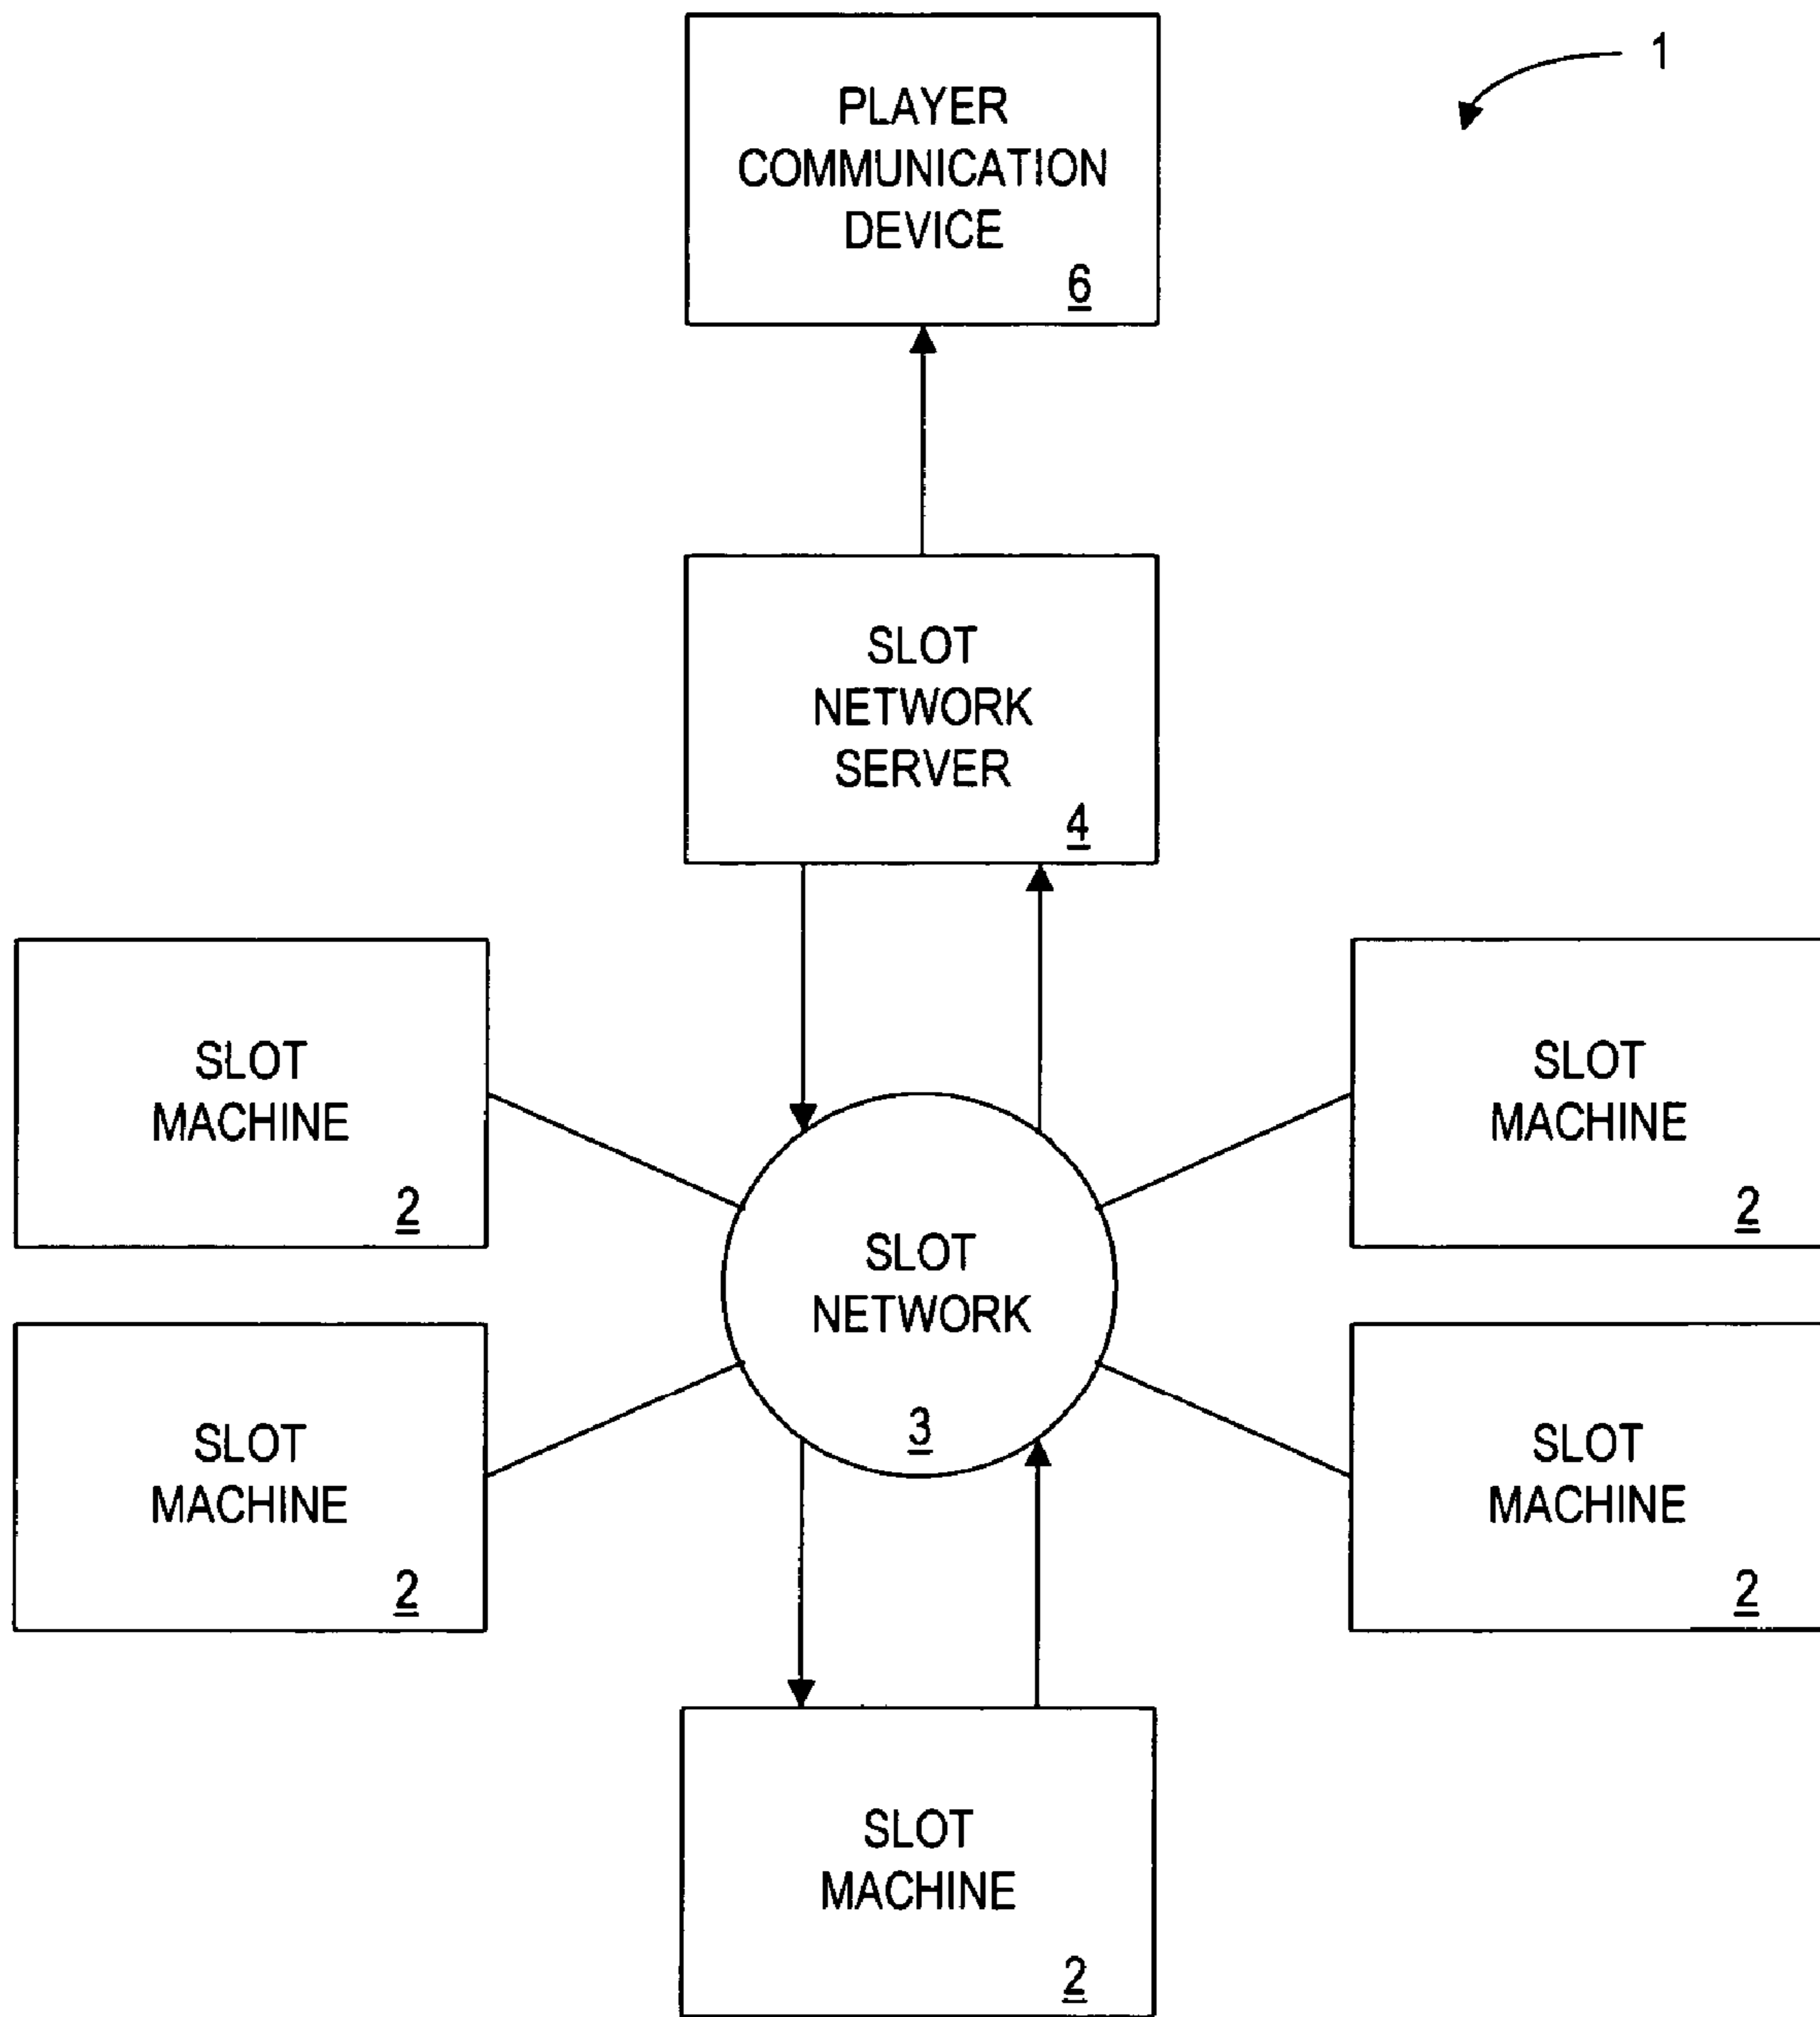 1
PLAYER
COMMUNICATION
DEVICE
6
SLOT
NETWORK
SERVER
4
SLOT
MACHINE
2
SLOT
MACHINE
2
SLOT
NETWORK
3
SLOT
MACHINE
2
SLOT
MACHINE
2
SLOT
MACHINE
2